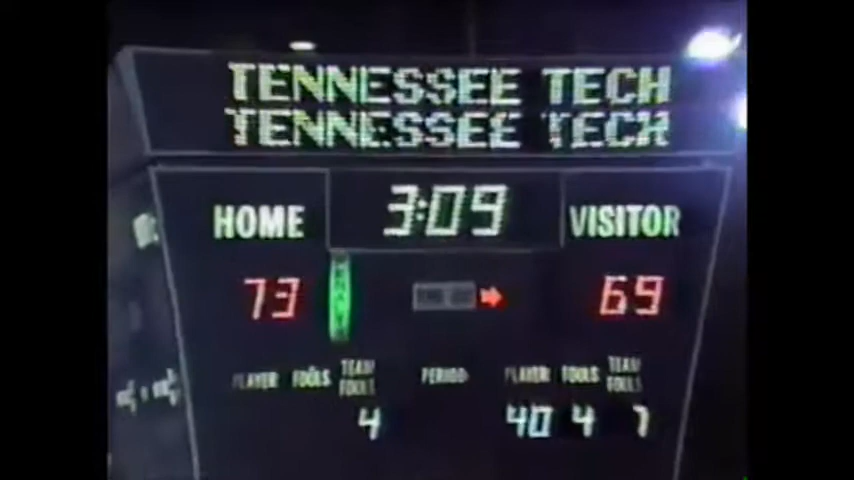 TENNESSEE TECH
TENNESSEE TECH
HOME 3:09 VISITOR
73 69
PLAYER FOULS TEAM FOULS PERIOD PLAYER FOULS TEAM FOULS
4 40 4 7